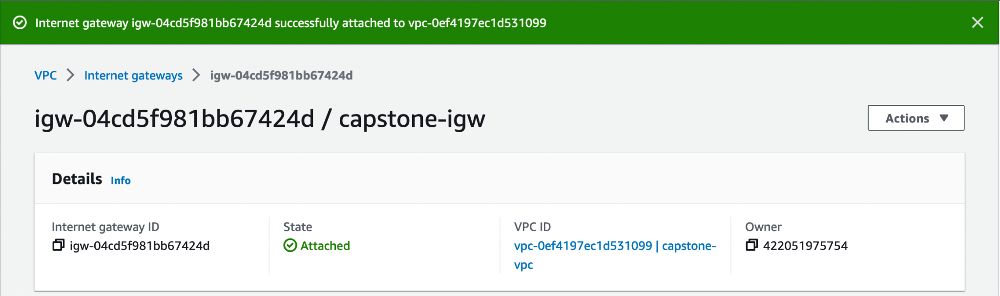 Internet gateway igw-04cd5f981bb67424d successfully attached to vpc-0ef4197ec1d531099
VPC > Internet gateways > igw-04cd5f981bb67424d
igw-04cd5f981bb67424d / capstone-igw
Actions
Details Info
Internet gateway ID
igw-04cd5f981bb67424d
State
Attached
VPC ID
vpc-0ef4197ec1d531099 | capstone-
vpc
Owner
422051975754